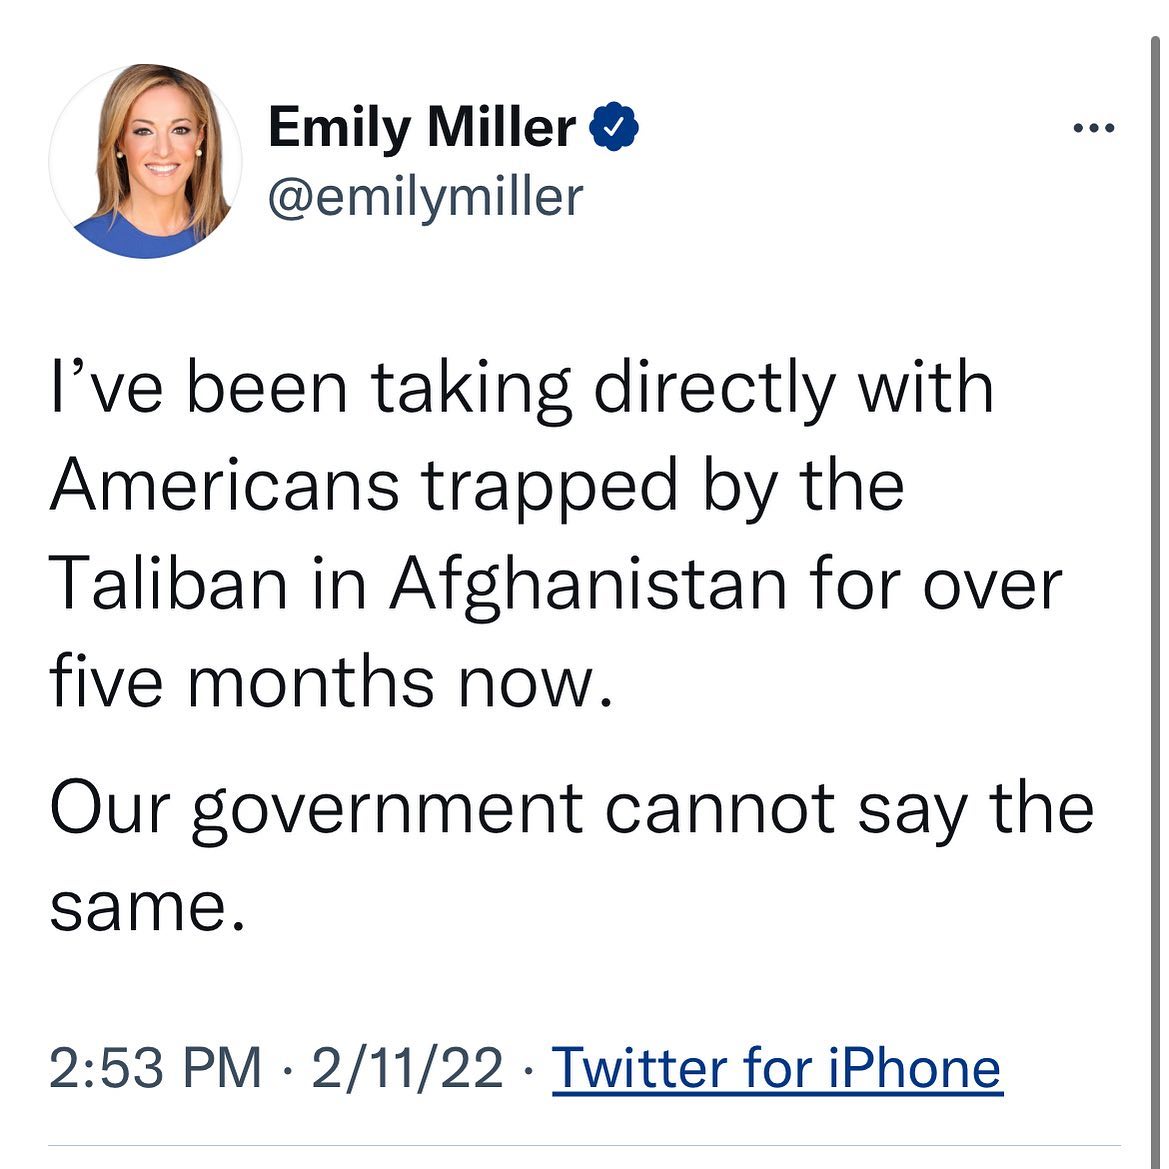 Emily Miller
@emilymiller
I’ve been taking directly with
Americans trapped by the
Taliban in Afghanistan for over
five months now.
Our government cannot say the
same.
2:53 PM · 2/11/22 · Twitter for iPhone